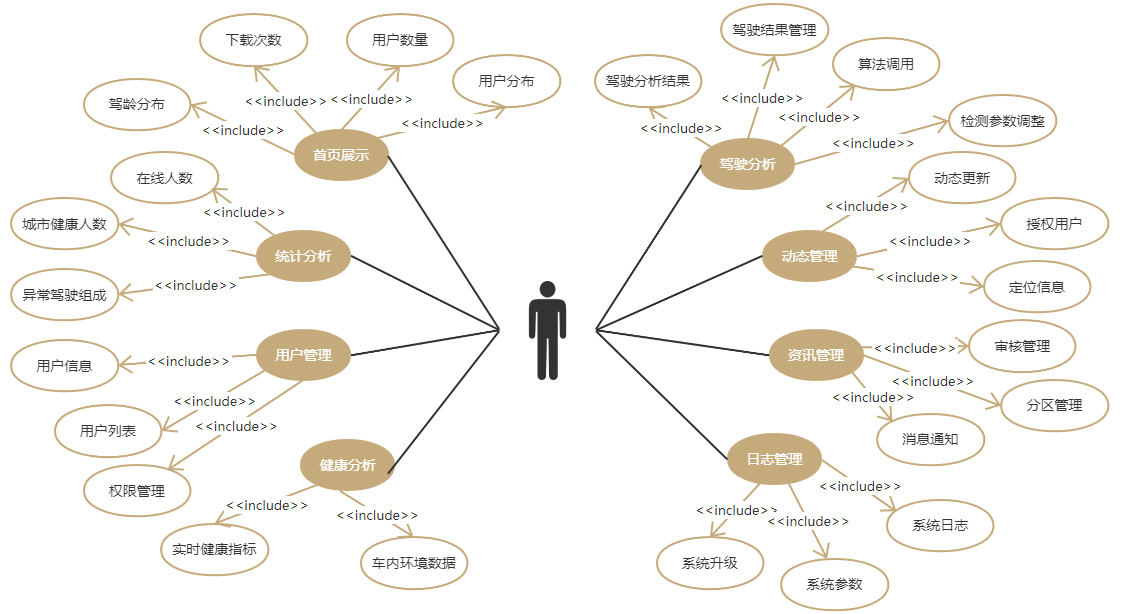 驾驶结果管理
下载次数
用户数量
算法调用
驾龄分布
用户分布
驾驶分析结果
检测参数调整
<<include>>
<<include>>
<<include>>
<<include>>
<<include>>
<<include>>
<<include>>
<<include>>
首页展示
驾驶分析
在线人数
动态更新
<<include>>
<<include>>
城市健康人数
授权用户
<<include>>
<<include>>
统计分析
动态管理
<<include>>
<<include>>
异常驾驶组成
定位信息
用户信息
<<include>>
用户管理
资讯管理
<<include>>
审核管理
<<include>>
<<include>>
<<include>>
分区管理
用户列表
<<include>>
消息通知
健康分析
日志管理
权限管理
<<include>>
<<include>>
<<include>>
<<include>>
<<include>>
系统日志
实时健康指标
车内环境数据
系统升级
系统参数